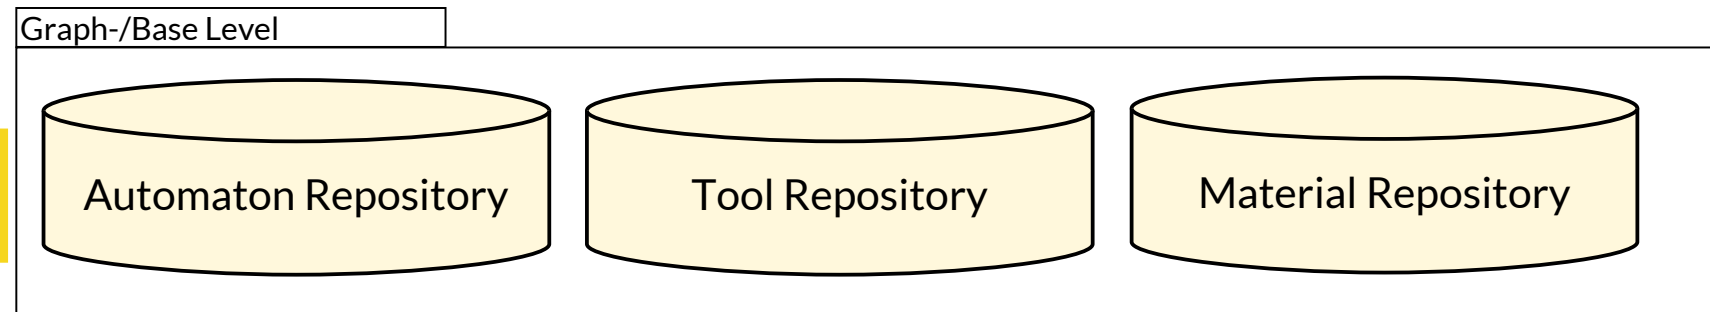 Graph-/Base Level
Automaton Repository
Tool Repository
Material Repository